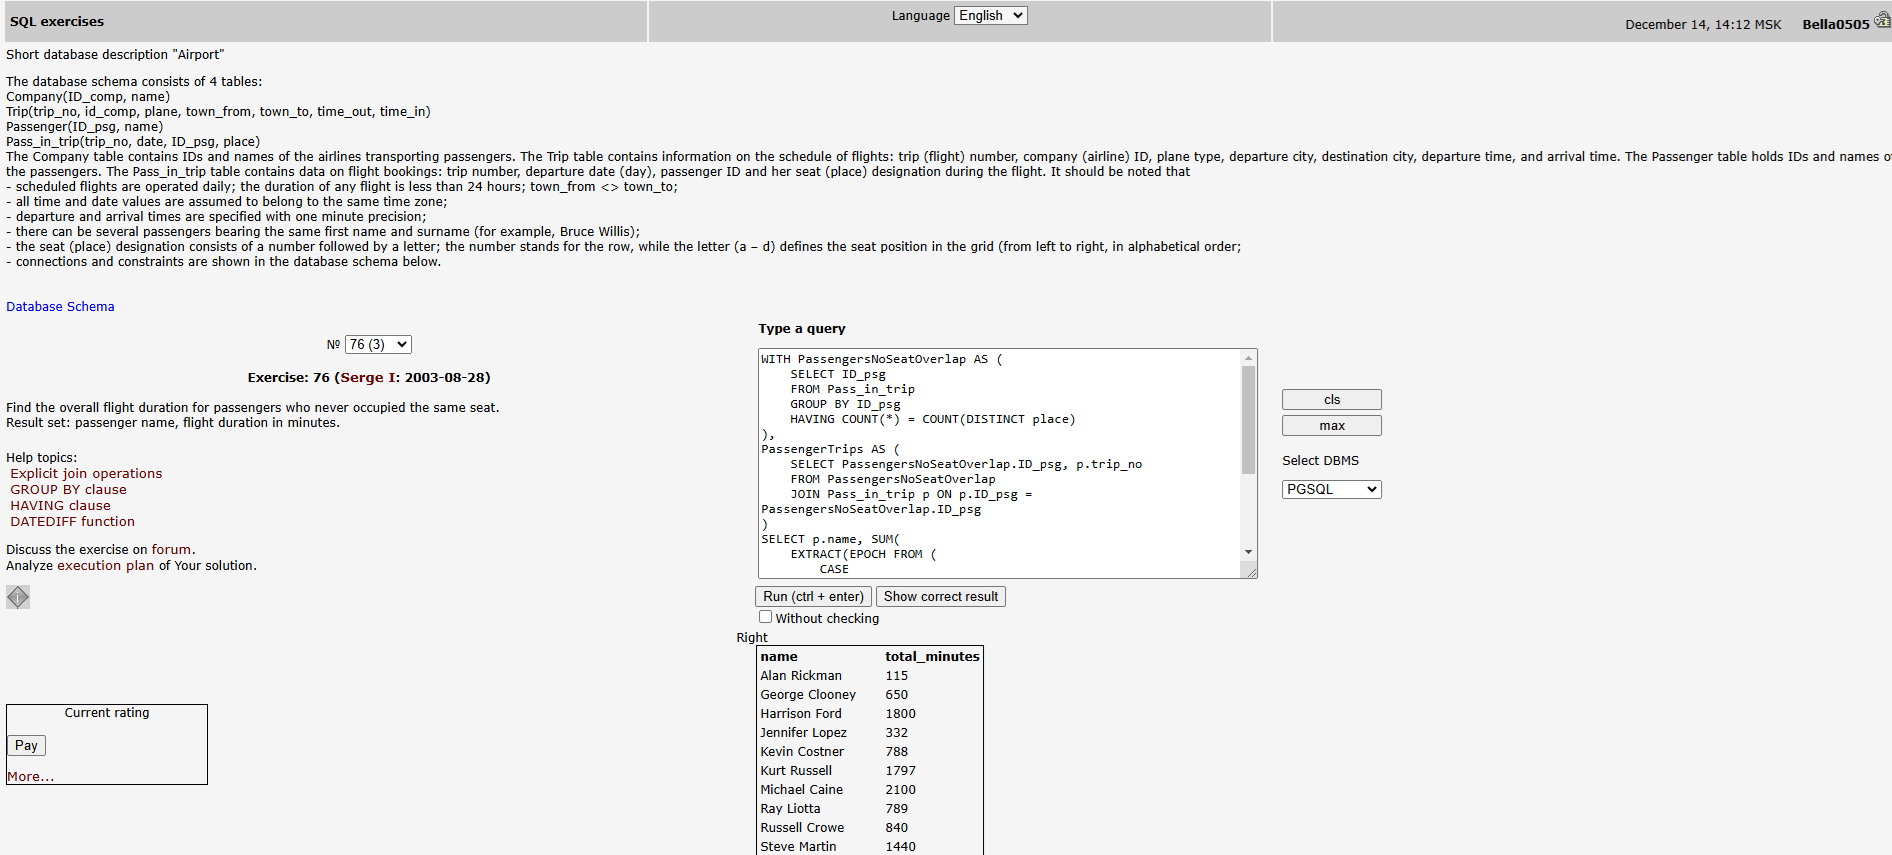 SQL exercises
Language English
December 14, 14:12 MSK Bella0505
Short database description "Airport"
The database schema consists of 4 tables:
Company(ID_comp, name)
Trip(trip_no, id_comp, plane, town_from, town_to, time_out, time_in)
Passenger(ID_psg, name)
Pass_in_trip(trip_no, date, ID_psg, place)
The Company table contains IDs and names of the airlines transporting passengers. The Trip table contains information on the schedule of flights: trip (flight) number, company (airline) ID, plane type, departure city, destination city, departure time, and arrival time. The Passenger table holds IDs and names of
the passengers. The Pass_in_trip table contains data on flight bookings: trip number, departure date (day), passenger ID and her seat (place) designation during the flight. It should be noted that
- scheduled flights are operated daily; the duration of any flight is less than 24 hours; town_from <> town_to;
- all time and date values are assumed to belong to the same time zone;
- departure and arrival times are specified with one minute precision;
- there can be several passengers bearing the same first name and surname (for example, Bruce Willis);
- the seat (place) designation consists of a number followed by a letter; the number stands for the row, while the letter (a – d) defines the seat position in the grid (from left to right, in alphabetical order;
- connections and constraints are shown in the database schema below.
Database Schema
№ 76 (3)
Exercise: 76 (Serge I: 2003-08-28)
Find the overall flight duration for passengers who never occupied the same seat.
Result set: passenger name, flight duration in minutes.
Help topics:
Explicit join operations
GROUP BY clause
HAVING clause
DATEDIFF function
Discuss the exercise on forum.
Analyze execution plan of Your solution.
Current rating
Pay
More...
Type a query
WITH PassengersNoSeatOverlap AS (
SELECT ID_psg
FROM Pass_in_trip
GROUP BY ID_psg
HAVING COUNT(*) = COUNT(DISTINCT place)
),
PassengerTrips AS (
SELECT PassengersNoSeatOverlap.ID_psg, p.trip_no
FROM PassengersNoSeatOverlap
JOIN Pass_in_trip p ON p.ID_psg =
PassengersNoSeatOverlap.ID_psg
)
SELECT p.name, SUM(
EXTRACT(EPOCH FROM (
CASE
cls
max
Select DBMS
PGSQL
Run (ctrl + enter) Show correct result
Without checking
Right
name total_minutes
Alan Rickman 115
George Clooney 650
Harrison Ford 1800
Jennifer Lopez 332
Kevin Costner 788
Kurt Russell 1797
Michael Caine 2100
Ray Liotta 789
Russell Crowe 840
Steve Martin 1440